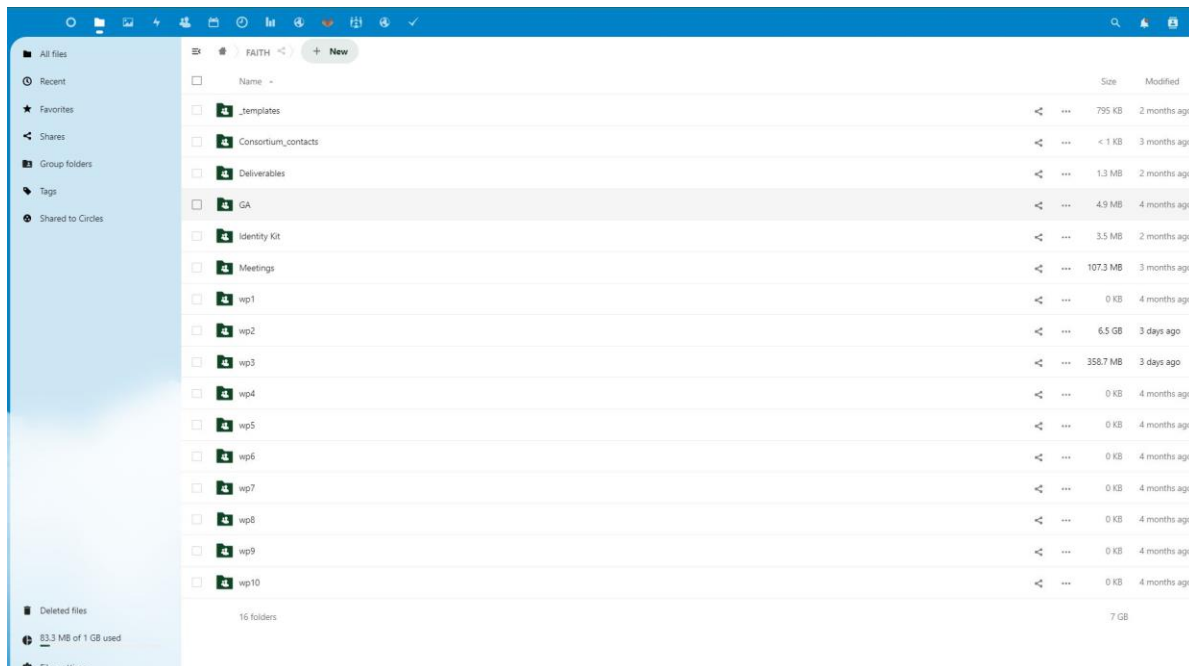 FAITH
+ New
All files
Recent
Favorites
Shares
Group folders
Tags
Shared to Circles
Name Size Modified
_templates 795 KB 2 months ago
Consortium_contacts < 1 KB 3 months ago
Deliverables 1.3 MB 2 months ago
GA 4.9 MB 4 months ago
Identity Kit 3.5 MB 2 months ago
Meetings 107.3 MB 3 months ago
wp1 0 KB 4 months ago
wp2 6.5 GB 3 days ago
wp3 358.7 MB 3 days ago
wp4 0 KB 4 months ago
wp5 0 KB 4 months ago
wp6 0 KB 4 months ago
wp7 0 KB 4 months ago
wp8 0 KB 4 months ago
wp9 0 KB 4 months ago
wp10 0 KB 4 months ago
16 folders 7 GB
Deleted files
83.3 MB of 1 GB used